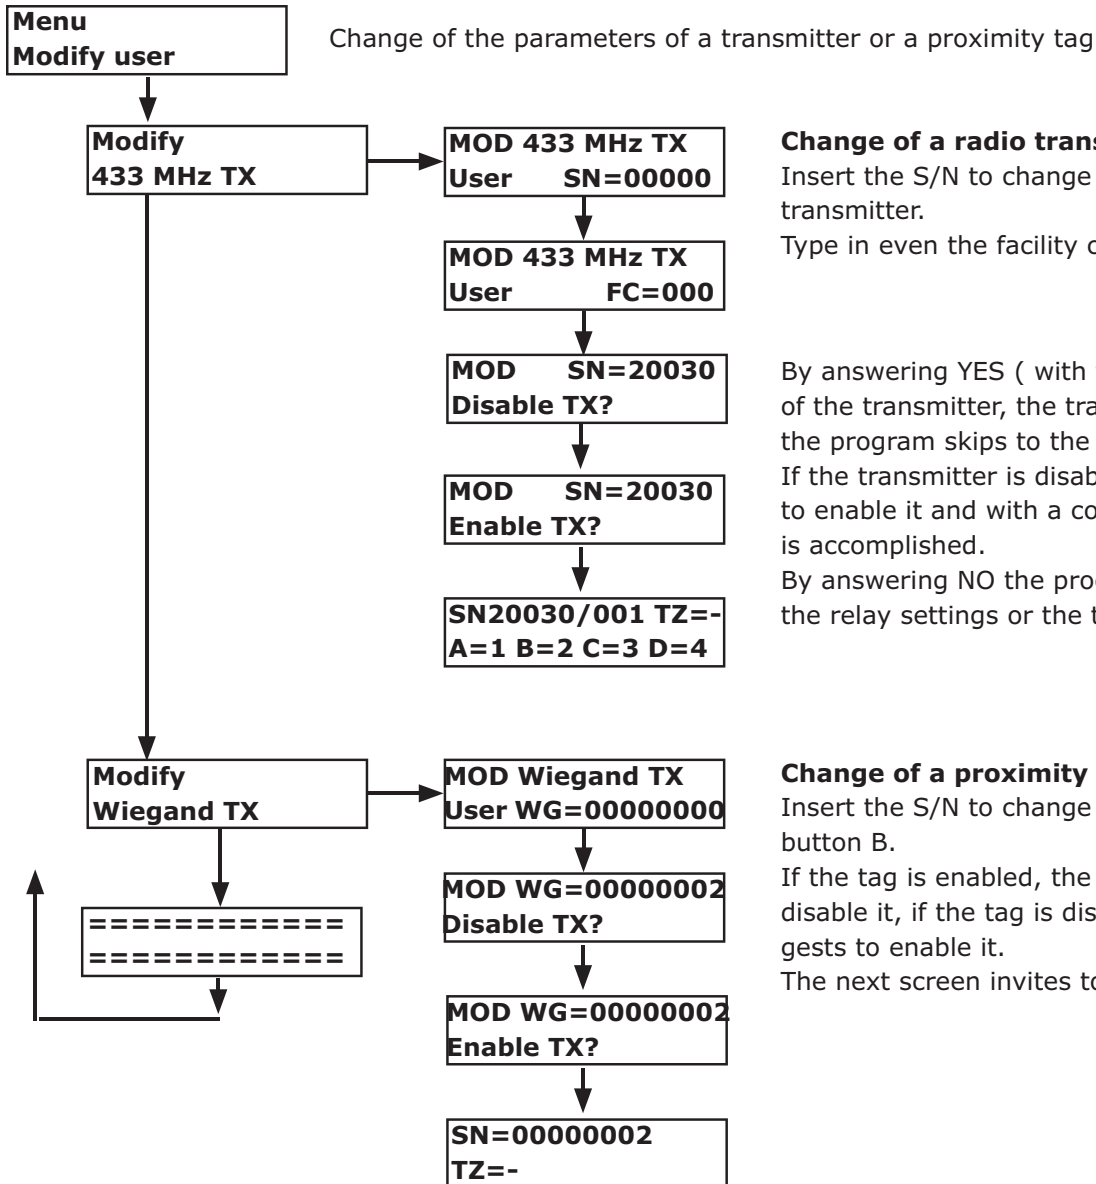 Menu
Modify user
Change of the parameters of a transmitter or a proximity tag
Modify
433 MHz TX
MOD 433 MHz TX
User SN=00000
Change of a radio
Insert the S/N to change
transmitter.
Type in even the facility
MOD 433 MHz TX
User FC=000
MOD SN=20030
Disable TX?
By answering YES ( with
of the transmitter, the
the program skips to the
If the transmitter is
to enable it and with a
is accomplished.
By answering NO the
the relay settings or the
MOD SN=20030
Enable TX?
SN20030/001 TZ=-
A=1 B=2 C=3 D=4
Modify
Wiegand TX
MOD Wiegand TX
User WG=00000000
Change of a proximity
Insert the S/N to change
button B.
If the tag is enabled, the
disable it, if the tag is
gests to enable it.
The next screen invites
============
============
MOD WG=00000002
Disable TX?
MOD WG=00000002
Enable TX?
SN=00000002
TZ=-